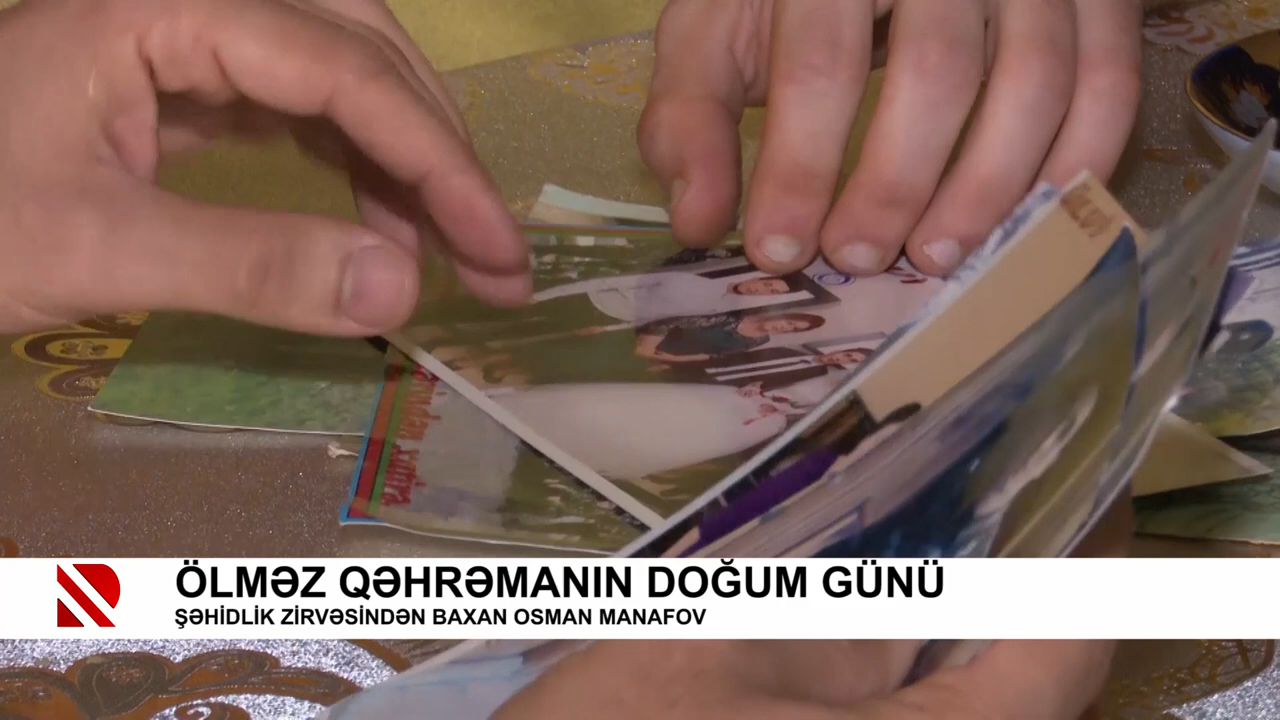 ÖLMƏZ QƏHRƏMANIN DOĞUM GÜNÜ
ŞƏHİDLİK ZİRVƏSİNDƏN BAXAN OSMAN MANAFOV